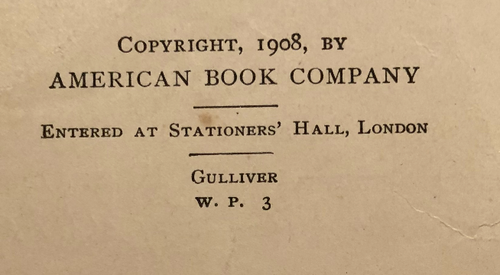 COPYRIGHT, 1908, BY
AMERICAN BOOK COMPANY
ENTERED AT STATIONERS' HALL, LONDON
GULLIVER
W. P. 3